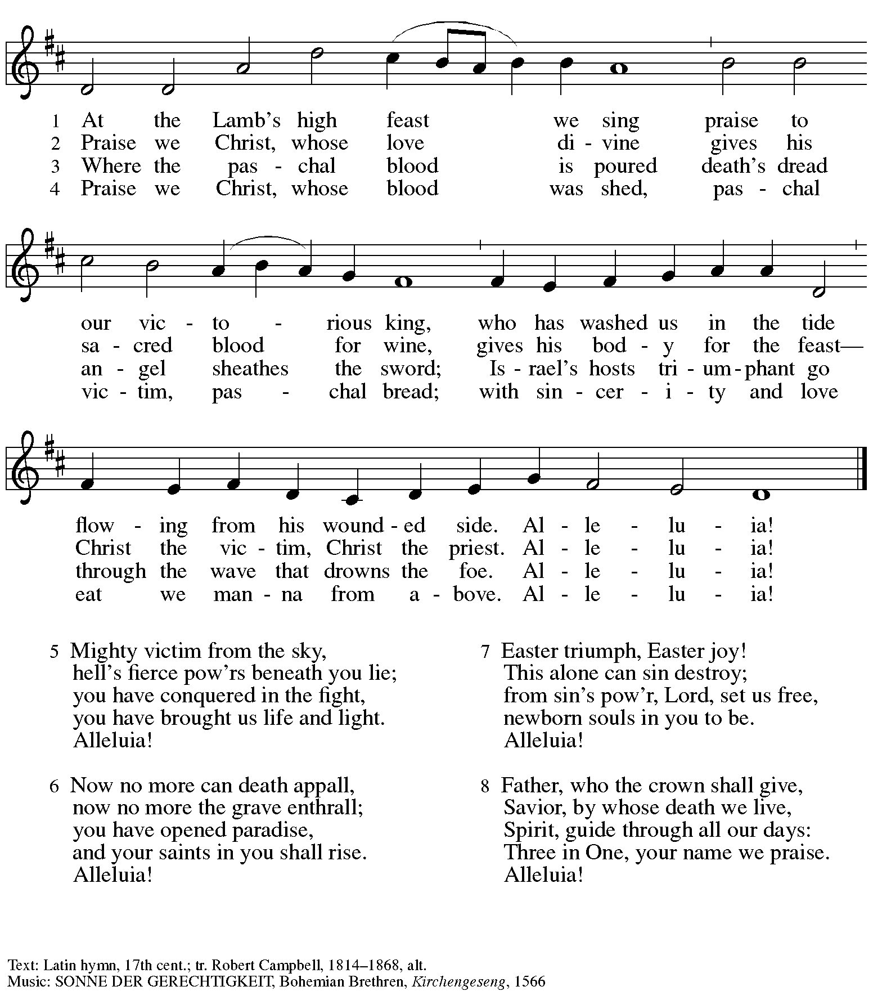 1 At the Lamb's high feast we sing praise to
2 Praise we Christ, whose love di - vine gives his
3 Where the pas - chal blood is poured death's dread
4 Praise we Christ, whose blood was shed, pas - chal
our vic - to - rious king, who has washed us in the tide
sa - cred blood for wine, gives his bod - y for the feast—
an - gel sheathes the sword; Is - rael's hosts tri - um - phant go
vic - tim, pas - chal bread; with sin - cer - i - ty and love
flow - ing from his wound - ed side. Al - le - lu - ia!
Christ the vic - tim, Christ the priest. Al - le - lu - ia!
through the wave that drowns the foe. Al - le - lu - ia!
eat we man - na from a - bove. Al - le - lu - ia!
5 Mighty victim from the sky,
hell's fierce pow'rs beneath you lie;
you have conquered in the fight,
you have brought us life and light.
Alleluia!
6 Now no more can death appall,
now no more the grave enthrall;
you have opened paradise,
and your saints in you shall rise.
Alleluia!
7 Easter triumph, Easter joy!
This alone can sin destroy;
from sin's pow'r, Lord, set us free,
newborn souls in you to be.
Alleluia!
8 Father, who the crown shall give,
Savior, by whose death we live,
Spirit, guide through all our days:
Three in One, your name we praise.
Alleluia!
Text: Latin hymn, 17th cent.; tr. Robert Campbell, 1814–1868, alt.
Music: SONNE DER GERECHTIGKEIT, Bohemian Brethren, Kirchengeseng, 1566